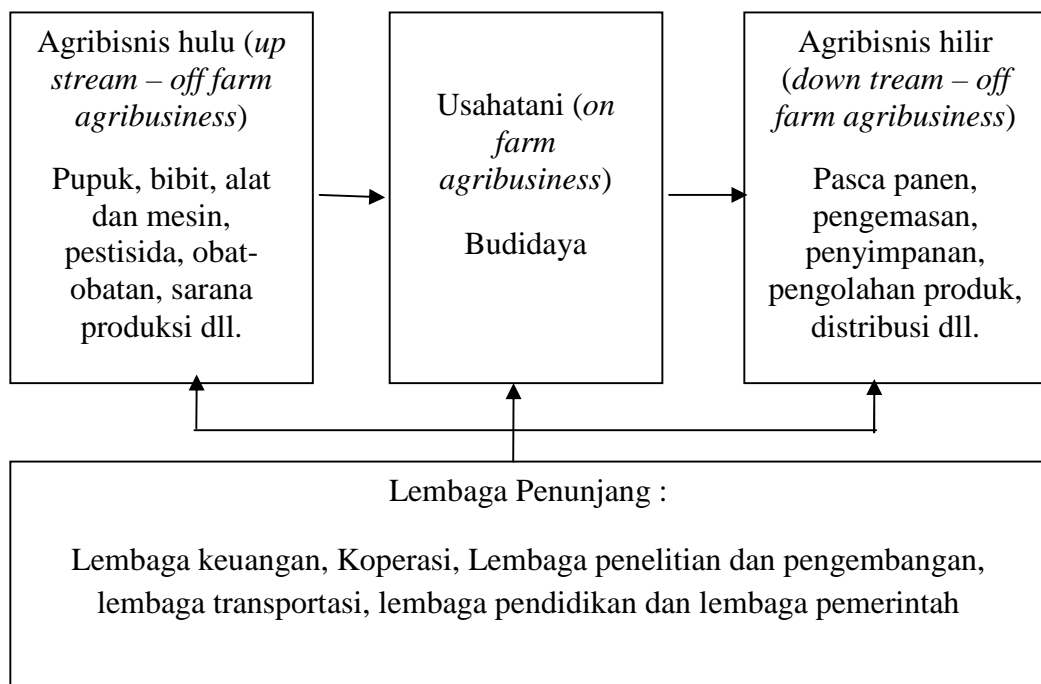 Agribisnis hulu (up
stream – off farm
agribusiness)
Pupuk, bibit, alat
dan mesin,
pestisida, obat-
obatan, sarana
produksi dll.
Usahatani (on
farm
agribusiness)
Budidaya
Agribisnis hilir
(down tream – off
farm agribusiness)
Pasca panen,
pengemasan,
penyimpanan,
pengolahan produk,
distribusi dll.
Lembaga Penunjang :
Lembaga keuangan, Koperasi, Lembaga penelitian dan pengembangan,
lembaga transportasi, lembaga pendidikan dan lembaga pemerintah